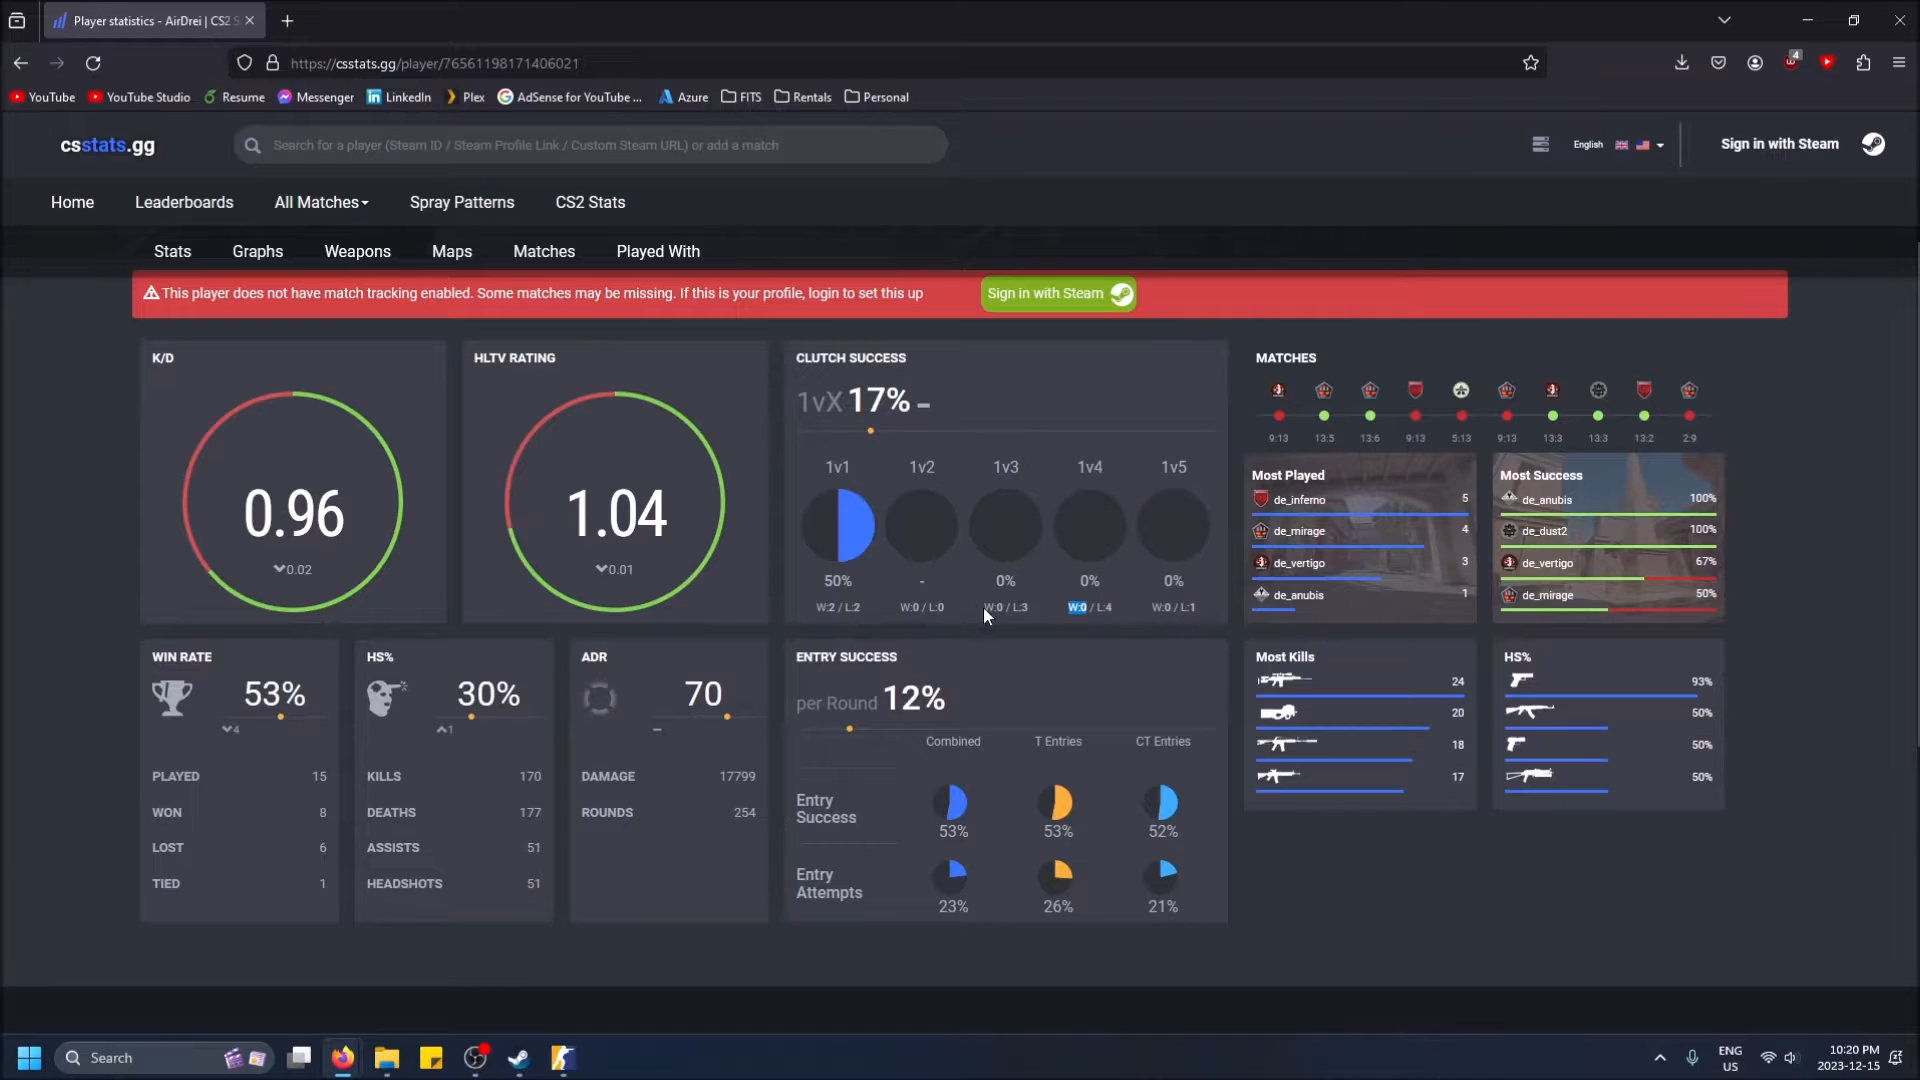 Player statistics - AirDrei | CS2 S
https://csstats.gg/player/76561198171406021
4
YouTube
YouTube Studio
Resume
Messenger
LinkedIn
Plex
AdSense for YouTube ...
Azure
FITS
Rentals
Personal
csstats.gg
Search for a player (Steam ID / Steam Profile Link / Custom Steam URL) or add a match
English
Sign in with Steam
Home
Leaderboards
All Matches
Spray Patterns
CS2 Stats
Stats
Graphs
Weapons
Maps
Matches
Played With
This player does not have match tracking enabled. Some matches may be missing. If this is your profile, login to set this up
Sign in with Steam
K/D
0.96
0.02
HLTV RATING
1.04
0.01
CLUTCH SUCCESS
1vX 17% -
1v1 1v2 1v3 1v4 1v5
50% - 0% 0% 0%
W:2 / L:2 W:0 / L:0 W:0 / L:3 W:0 / L:4 W:0 / L:1
MATCHES
9:13 13:5 13:6 9:13 5:13 9:13 13:3 13:3 13:2 2:9
Most Played
de_inferno 5
de_mirage 4
de_vertigo 3
de_anubis 1
Most Success
de_anubis 100%
de_dust2 100%
de_vertigo 67%
de_mirage 50%
WIN RATE
53%
4
PLAYED 15
WON 8
LOST 6
TIED 1
HS%
30%
1
KILLS 170
DEATHS 177
ASSISTS 51
HEADSHOTS 51
ADR
70
-
DAMAGE 17799
ROUNDS 254
ENTRY SUCCESS
per Round 12%
Combined T Entries CT Entries
Entry
Success
53% 53% 52%
Entry
Attempts
23% 26% 21%
Most Kills
24
20
18
17
HS%
93%
50%
50%
50%
Search
ENG
US
10:20 PM
2023-12-15